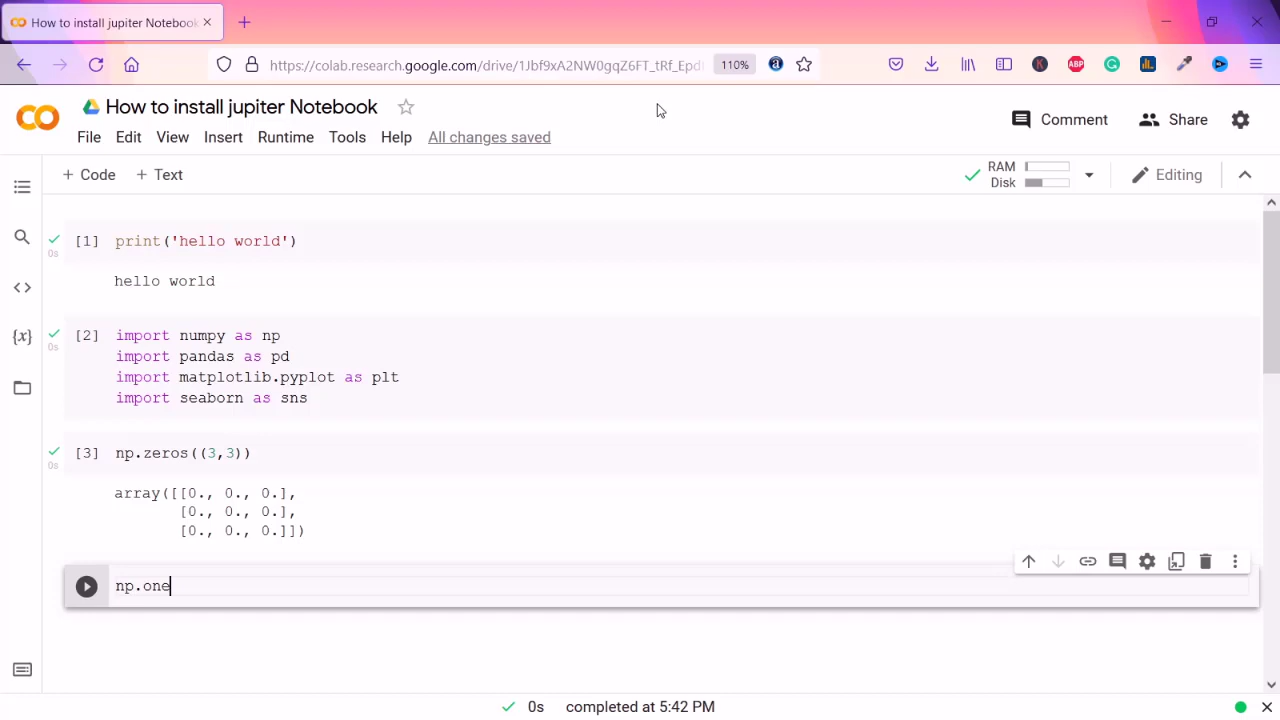 How to install jupiter Notebook
https://colab.research.google.com/drive/1Jbf9xA2NW0gqZ6FT_tRf_Epdl
110%
How to install jupiter Notebook
File Edit View Insert Runtime Tools Help All changes saved
Comment Share
+ Code + Text
RAM
Disk
Editing
[1] print('hello world')
0s
hello world
[2] import numpy as np
0s
import pandas as pd
import matplotlib.pyplot as plt
import seaborn as sns
[3] np.zeros((3,3))
0s
array([[0., 0., 0.],
[0., 0., 0.],
[0., 0., 0.]])
np.one
0s completed at 5:42 PM